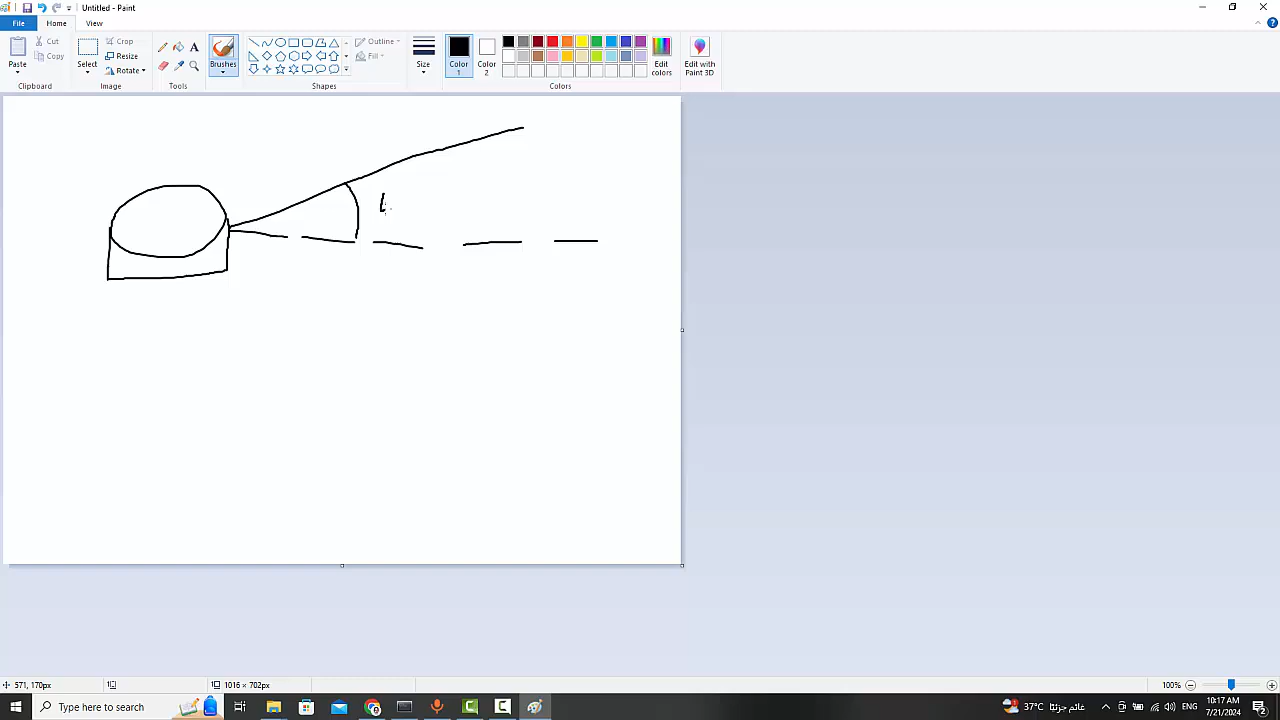 Untitled - Paint
File
Home
View
Paste
Cut
Copy
Clipboard
Select
Crop
Resize
Rotate
Image
A
Tools
Brushes
Outline
Fill
Shapes
Size
Color 1
Color 2
Edit colors
Colors
Edit with Paint 3D
571, 170px
1016 × 702px
100%
Type here to search
37°C
ENG
10:17 AM
7/21/2024
2